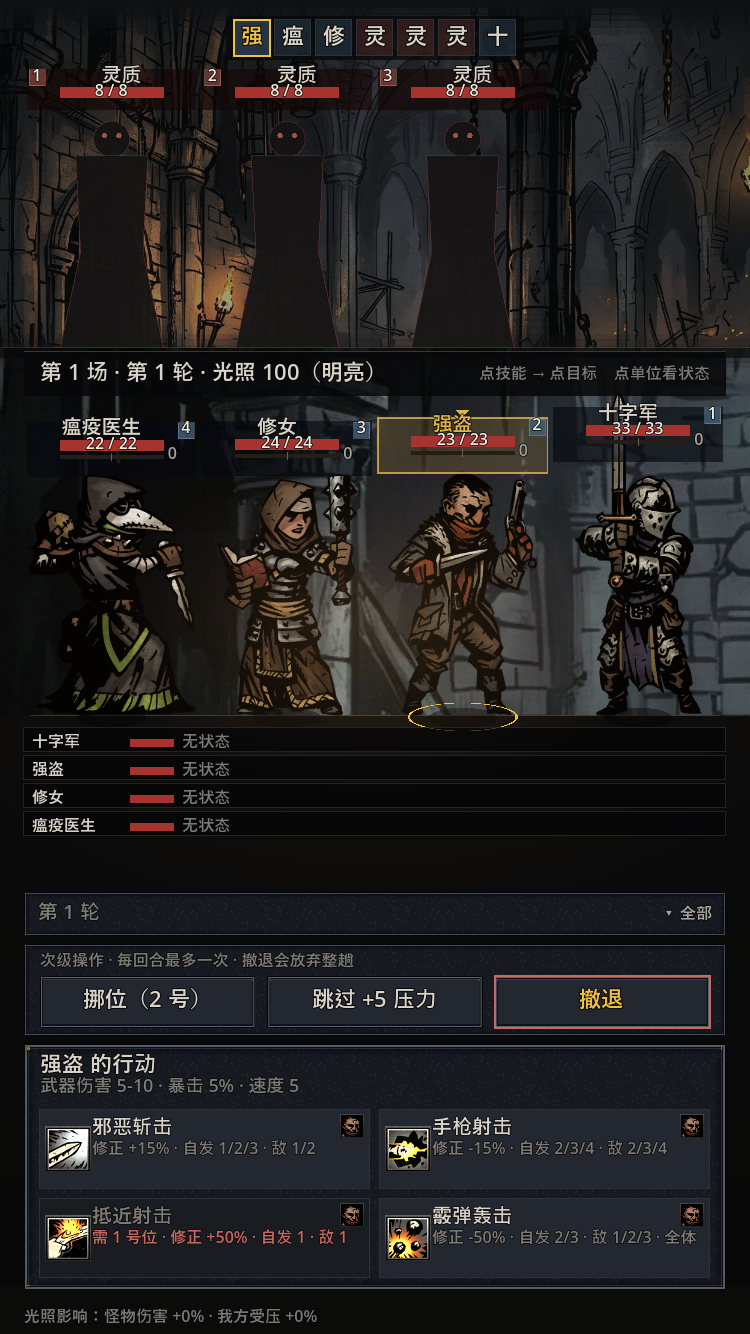 强 瘟 修 灵 灵 灵 十
1 灵质 2 灵质 3 灵质
8 / 8 8 / 8 8 / 8
第 1 场 · 第 1 轮 · 光照 100（明亮） 点技能 → 点目标 点单位看状态
瘟疫医生 4 修女 3 强盗 2 十字军 1
22 / 22 0 24 / 24 0 23 / 23 0 33 / 33 0
十字军 无状态
强盗 无状态
修女 无状态
瘟疫医生 无状态
第 1 轮 ▾ 全部
次级操作 · 每回合最多一次 · 撤退会放弃整趟
挪位（2 号） 跳过 +5 压力 撤退
强盗 的行动
武器伤害 5-10 · 暴击 5% · 速度 5
邪恶斩击 手枪射击
修正 +15% · 自发 1/2/3 · 敌 1/2 修正 -15% · 自发 2/3/4 · 敌 2/3/4
抵近射击 霰弹轰击
需 1 号位 · 修正 +50% · 自发 1 · 敌 1 修正 -50% · 自发 2/3 · 敌 1/2/3 · 全体
光照影响：怪物伤害 +0% · 我方受压 +0%